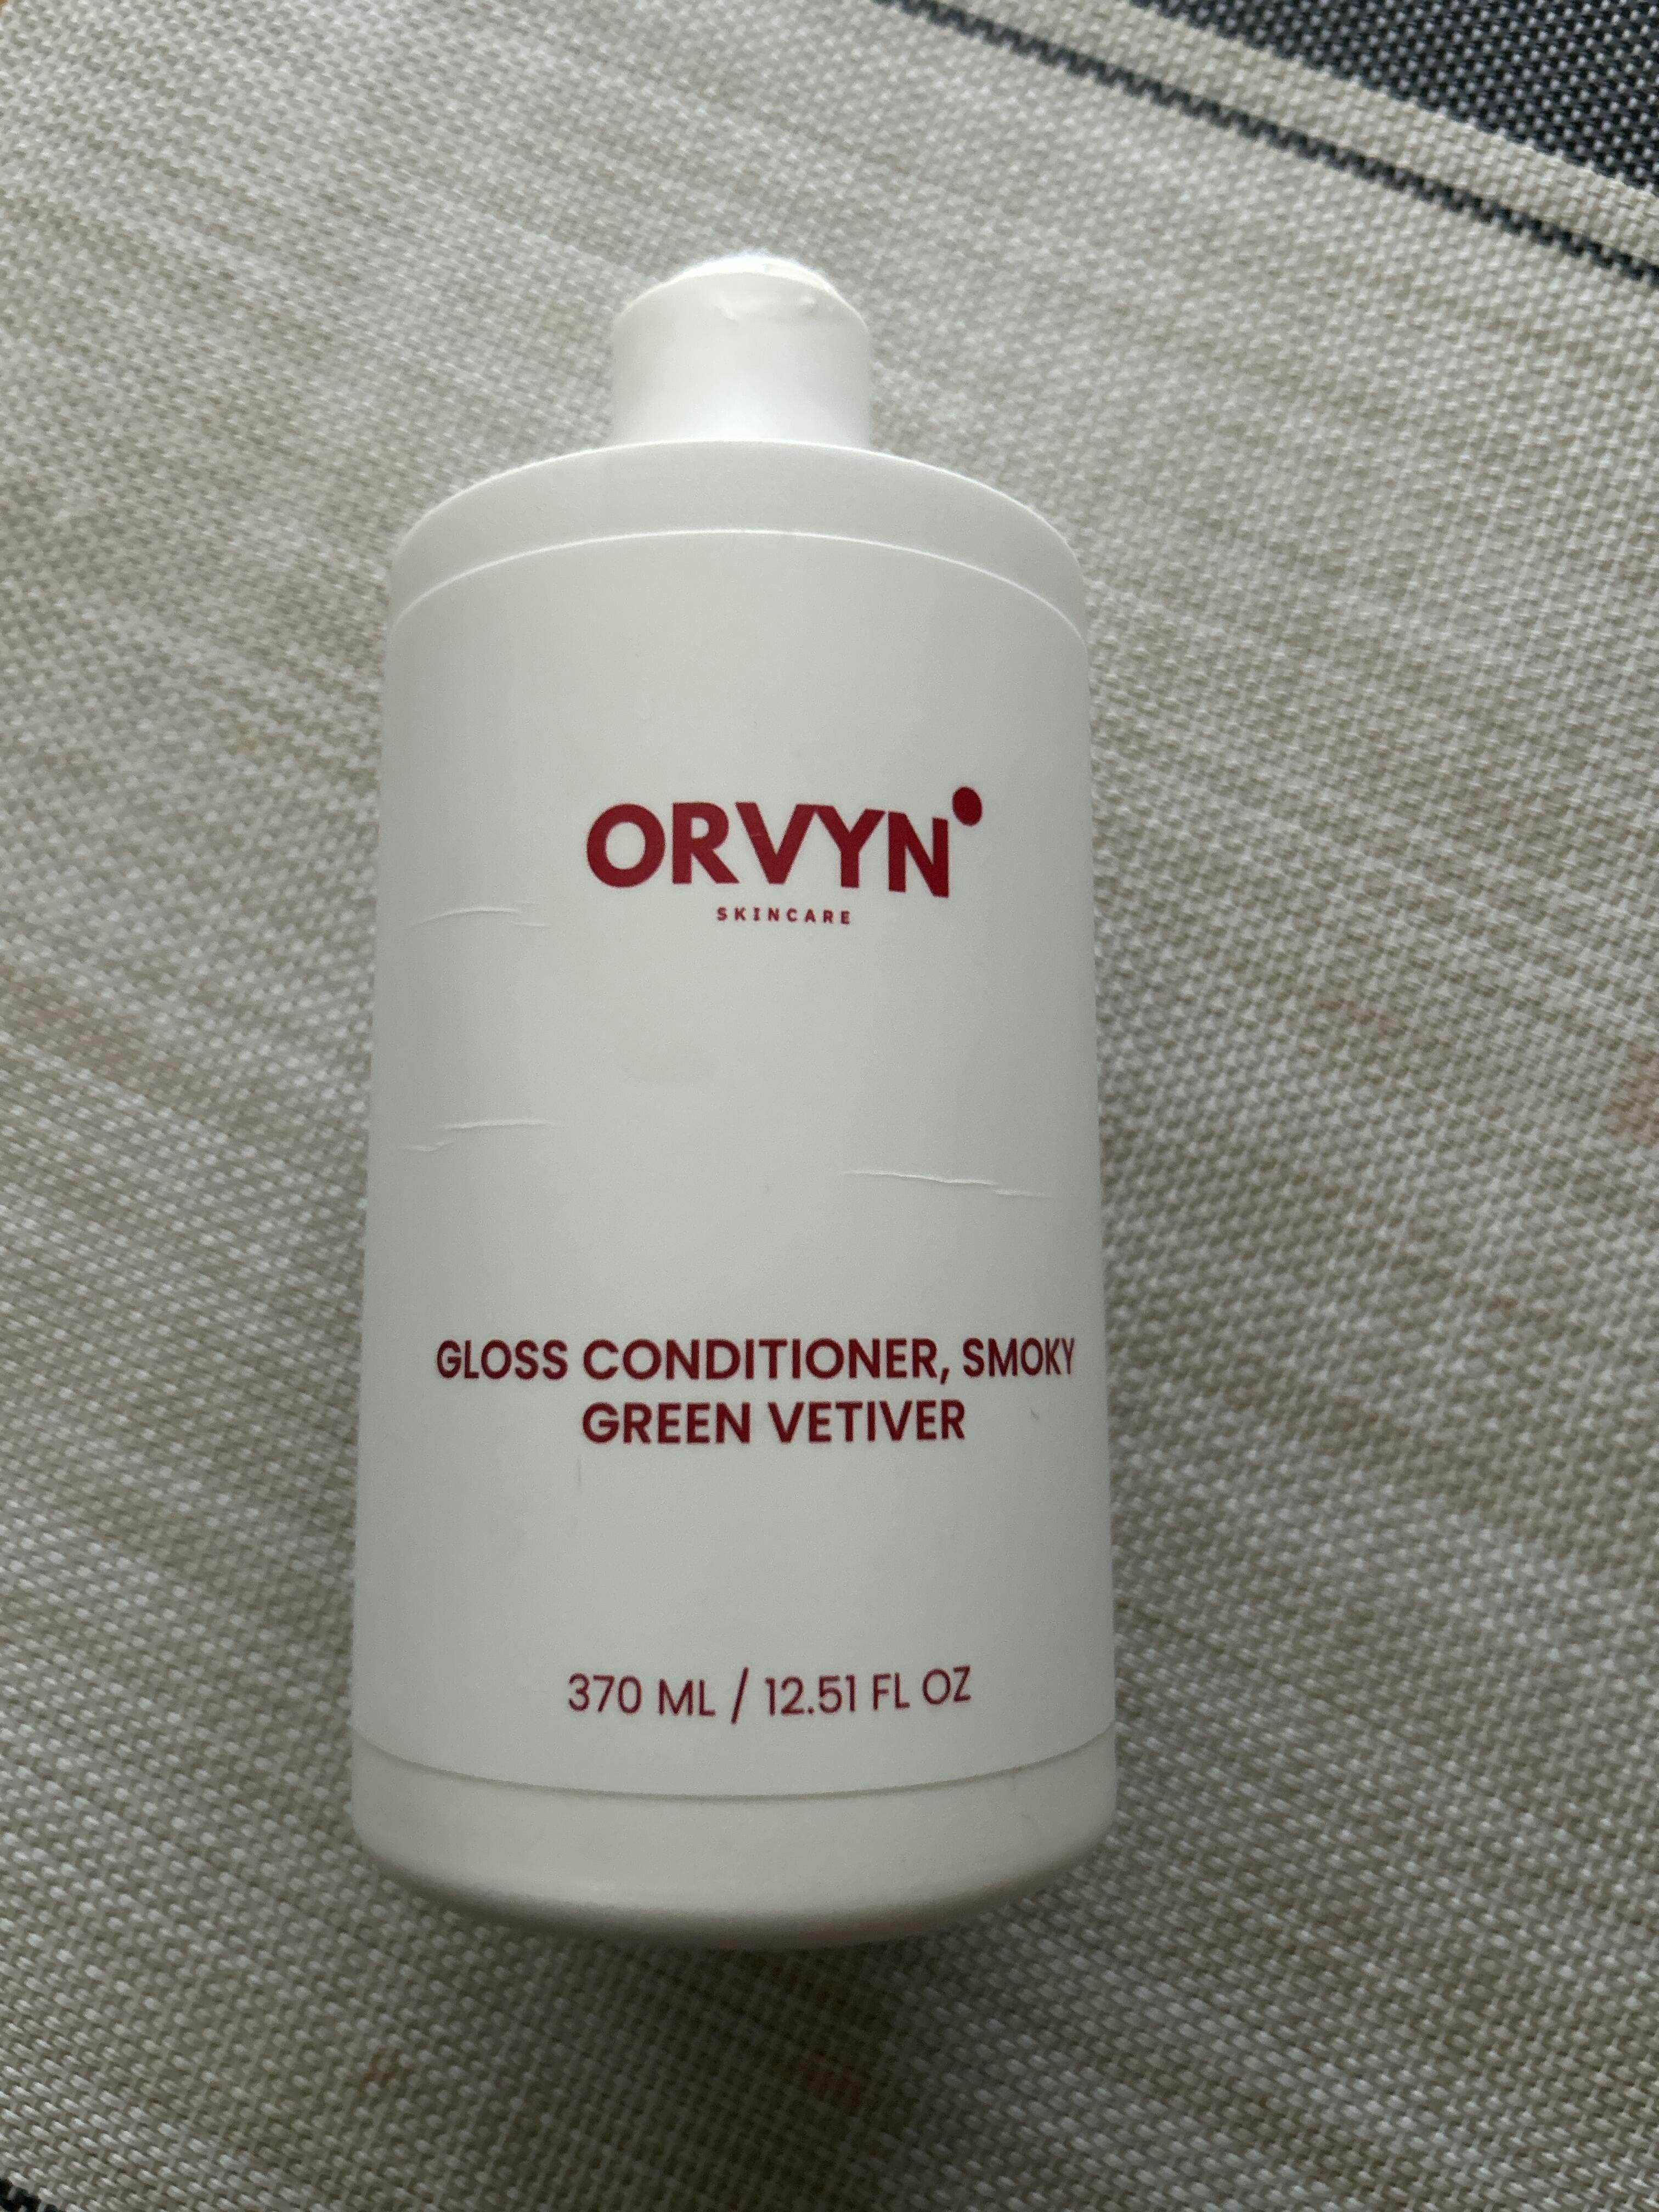 ORVYN
SKINCARE
GLOSS CONDITIONER, SMOKY
GREEN VETIVER
370 ML / 12.51 FL OZ